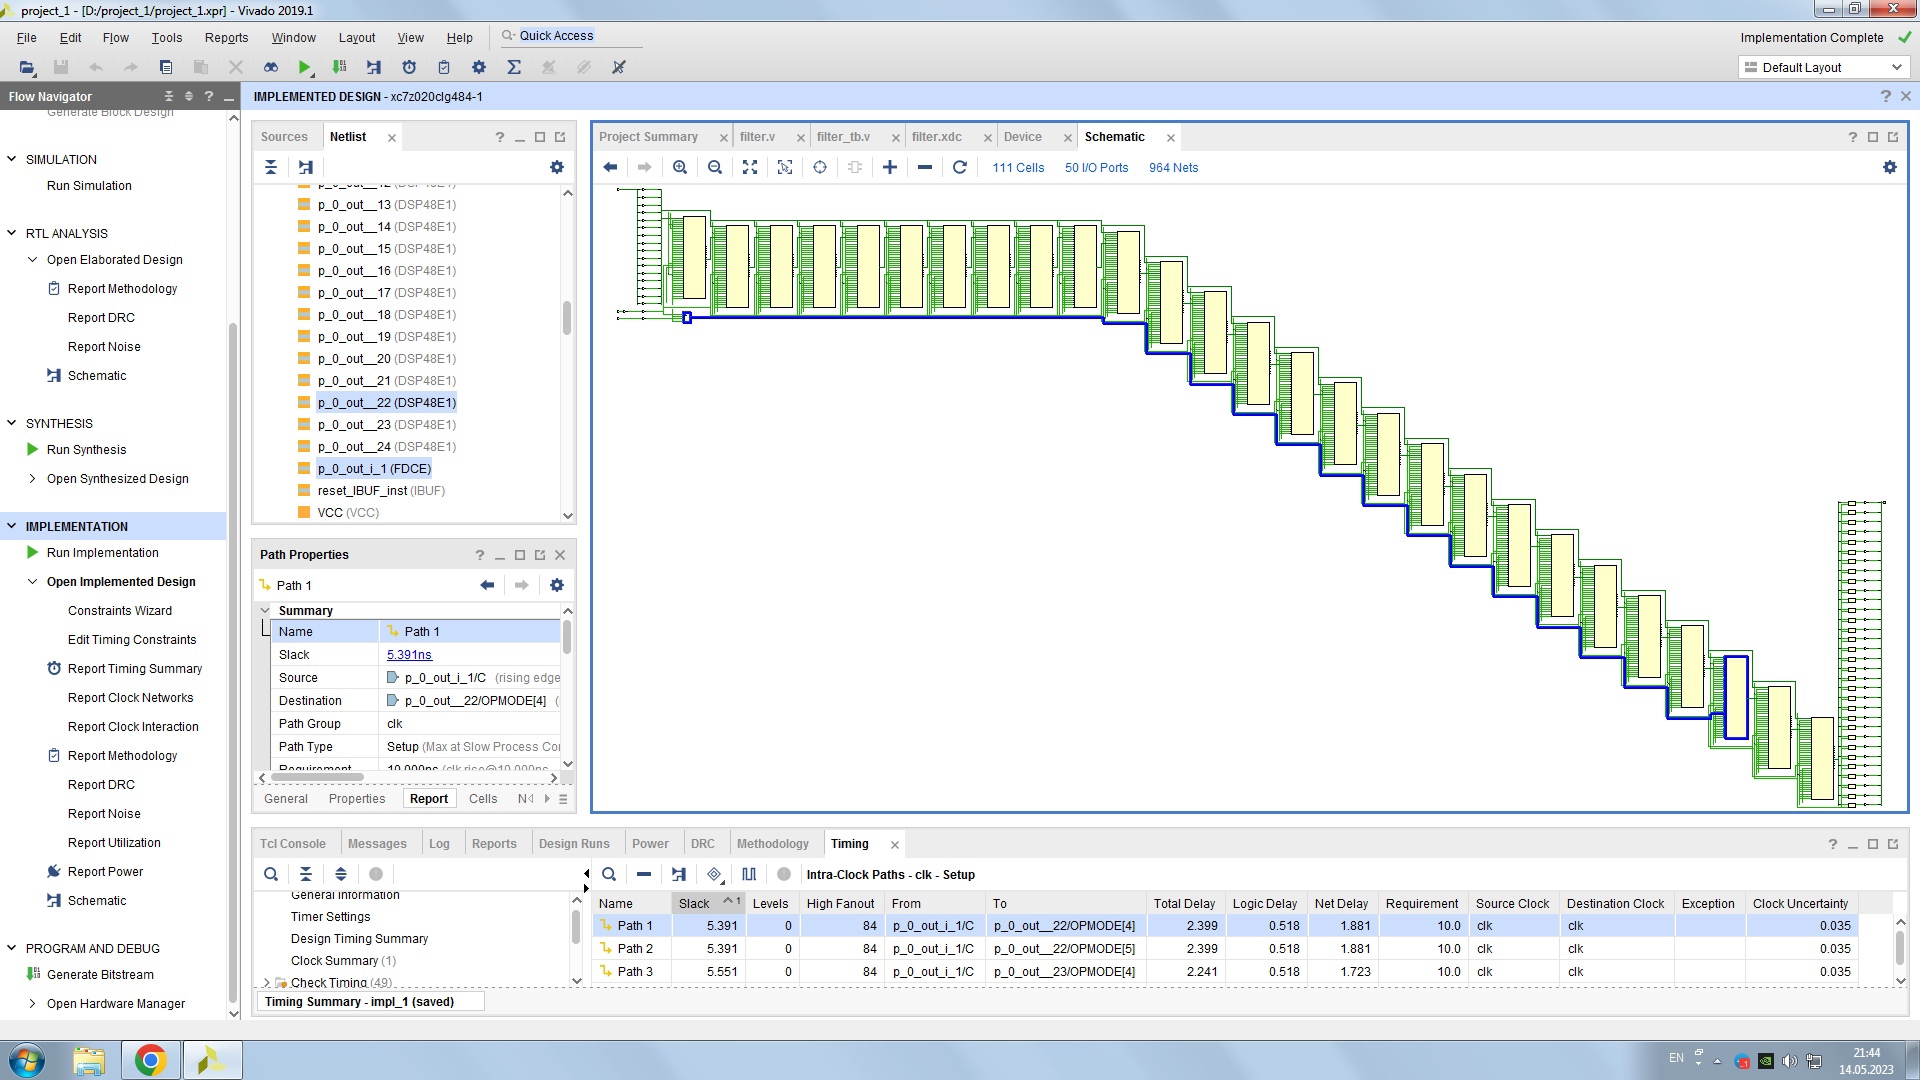 project_1 - [D:/project_1/project_1.xpr] - Vivado 2019.1
File Edit Flow Tools Reports Window Layout View Help Quick Access
Implementation Complete
Default Layout
Flow Navigator
Generate Block Design
SIMULATION
Run Simulation
RTL ANALYSIS
Open Elaborated Design
Report Methodology
Report DRC
Report Noise
Schematic
SYNTHESIS
Run Synthesis
Open Synthesized Design
IMPLEMENTATION
Run Implementation
Open Implemented Design
Constraints Wizard
Edit Timing Constraints
Report Timing Summary
Report Clock Networks
Report Clock Interaction
Report Methodology
Report DRC
Report Noise
Report Utilization
Report Power
Schematic
PROGRAM AND DEBUG
Generate Bitstream
Open Hardware Manager
IMPLEMENTED DESIGN - xc7z020clg484-1
Sources Netlist
p_0_out__12 (DSP48E1)
p_0_out__13 (DSP48E1)
p_0_out__14 (DSP48E1)
p_0_out__15 (DSP48E1)
p_0_out__16 (DSP48E1)
p_0_out__17 (DSP48E1)
p_0_out__18 (DSP48E1)
p_0_out__19 (DSP48E1)
p_0_out__20 (DSP48E1)
p_0_out__21 (DSP48E1)
p_0_out__22 (DSP48E1)
p_0_out__23 (DSP48E1)
p_0_out__24 (DSP48E1)
p_0_out_i_1 (FDCE)
reset_IBUF_inst (IBUF)
VCC (VCC)
Path Properties
Path 1
Summary
Name Path 1
Slack 5.391ns
Source p_0_out_i_1/C (rising edge
Destination p_0_out__22/OPMODE[4] (
Path Group clk
Path Type Setup (Max at Slow Process Co
Requirement 10.000ns (clk rise@10.000ns
General Properties Report Cells
Project Summary filter.v filter_tb.v filter.xdc Device Schematic
111 Cells 50 I/O Ports 964 Nets
Tcl Console Messages Log Reports Design Runs Power DRC Methodology Timing
General Information
Timer Settings
Design Timing Summary
Clock Summary (1)
Check Timing (49)
Timing Summary - impl_1 (saved)
Intra-Clock Paths - clk - Setup
Name Slack 1 Levels High Fanout From To Total Delay Logic Delay Net Delay Requirement Source Clock Destination Clock Exception Clock Uncertainty
Path 1 5.391 0 84 p_0_out_i_1/C p_0_out__22/OPMODE[4] 2.399 0.518 1.881 10.0 clk clk 0.035
Path 2 5.391 0 84 p_0_out_i_1/C p_0_out__22/OPMODE[5] 2.399 0.518 1.881 10.0 clk clk 0.035
Path 3 5.551 0 84 p_0_out_i_1/C p_0_out__23/OPMODE[4] 2.241 0.518 1.723 10.0 clk clk 0.035
EN
21:44
14.05.2023